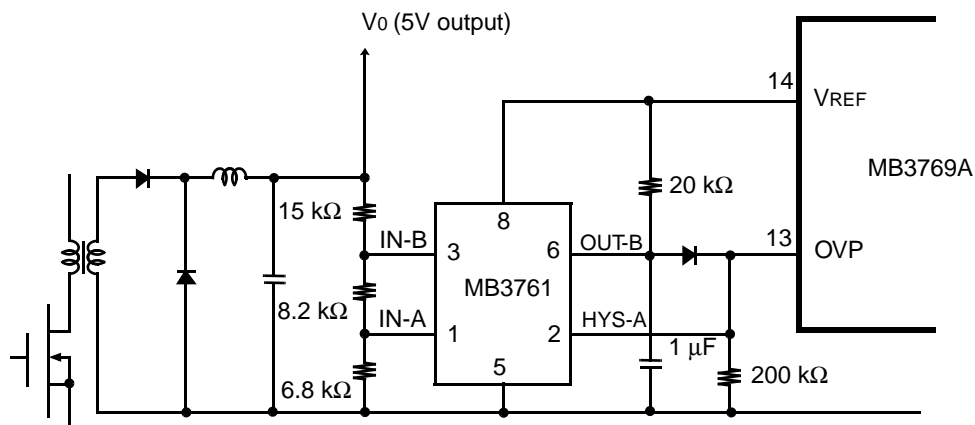 V0 (5V output)
14
VREF
MB3769A
20 kΩ
15 kΩ
8
IN-B
3
6
OUT-B
13
OVP
MB3761
8.2 kΩ
IN-A
1
2
HYS-A
1 μF
5
6.8 kΩ
200 kΩ